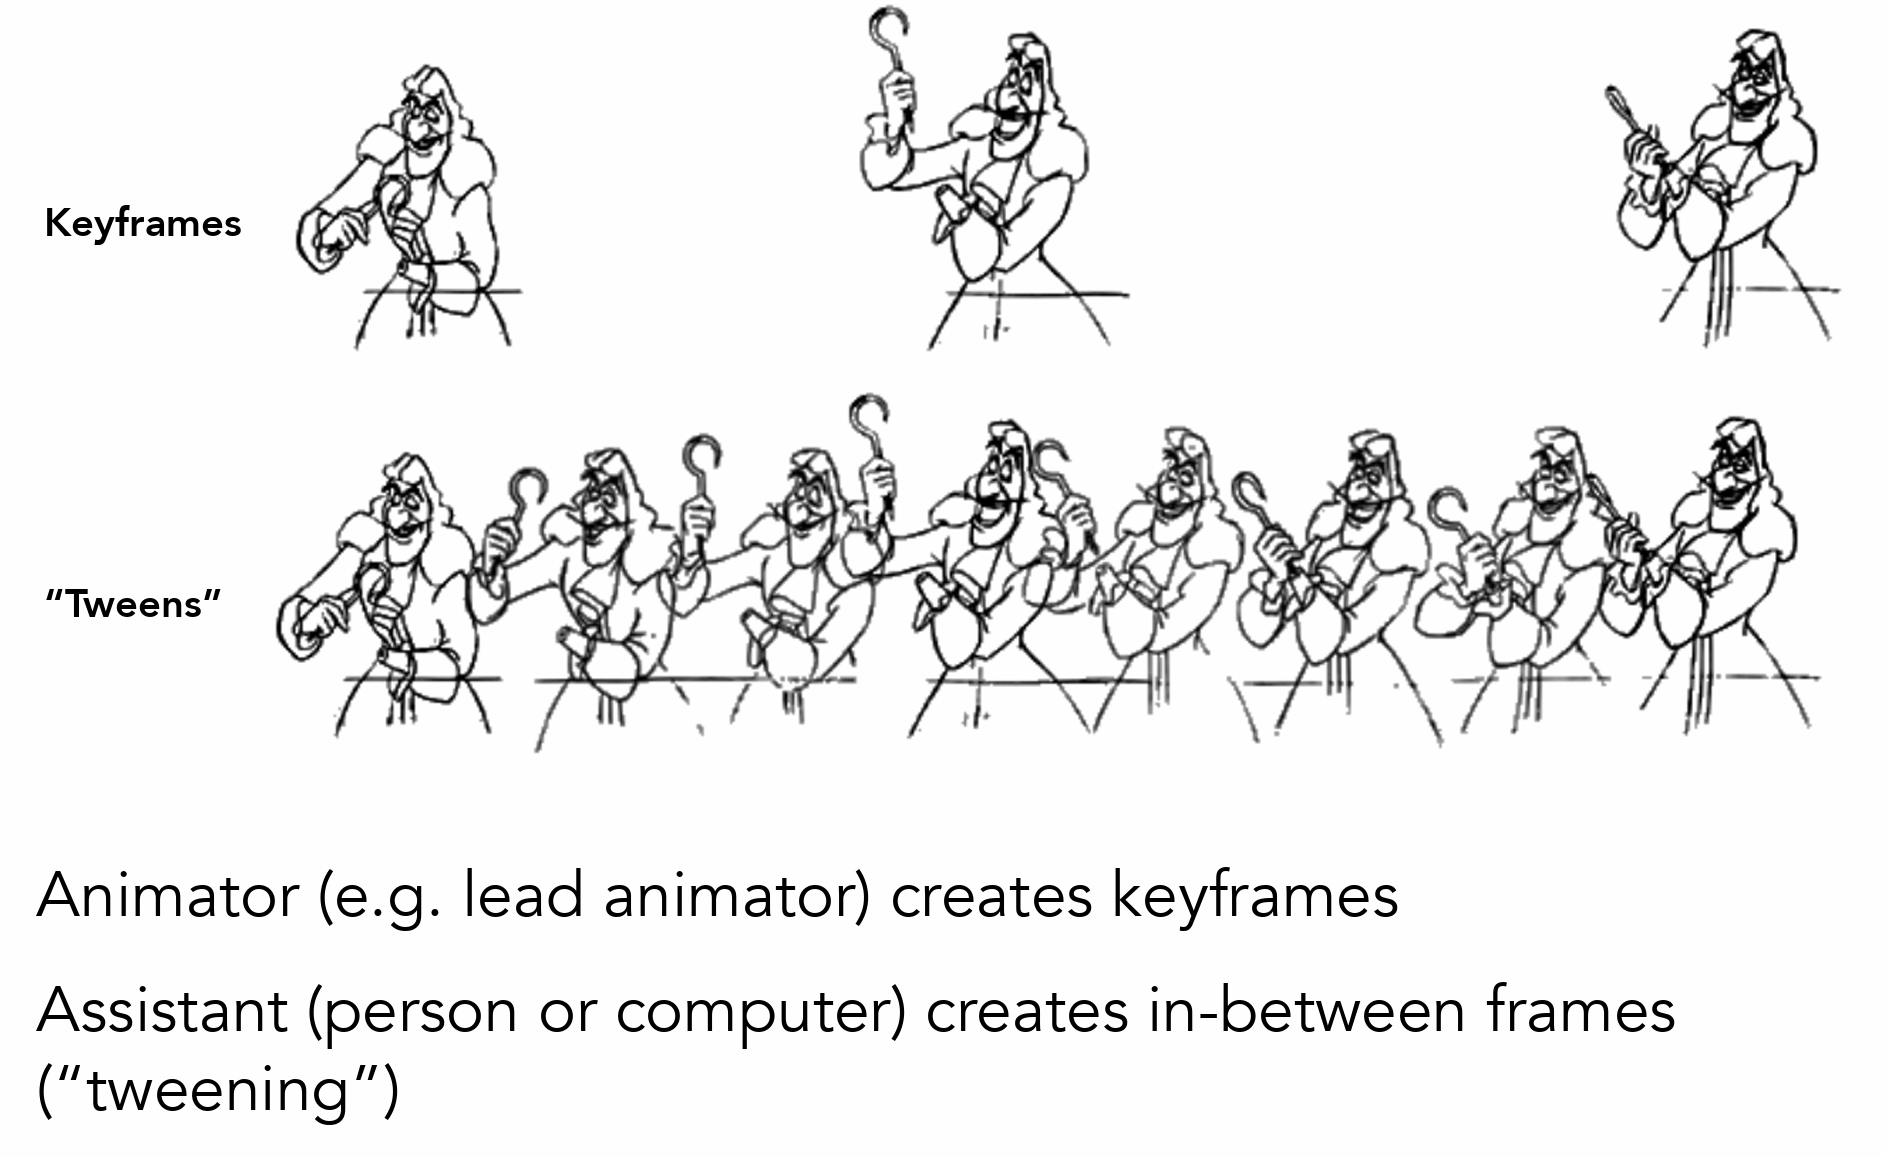 Keyframes
“Tweens”
Animator (e.g. lead animator) creates keyframes
Assistant (person or computer) creates in-between frames
(“tweening”)